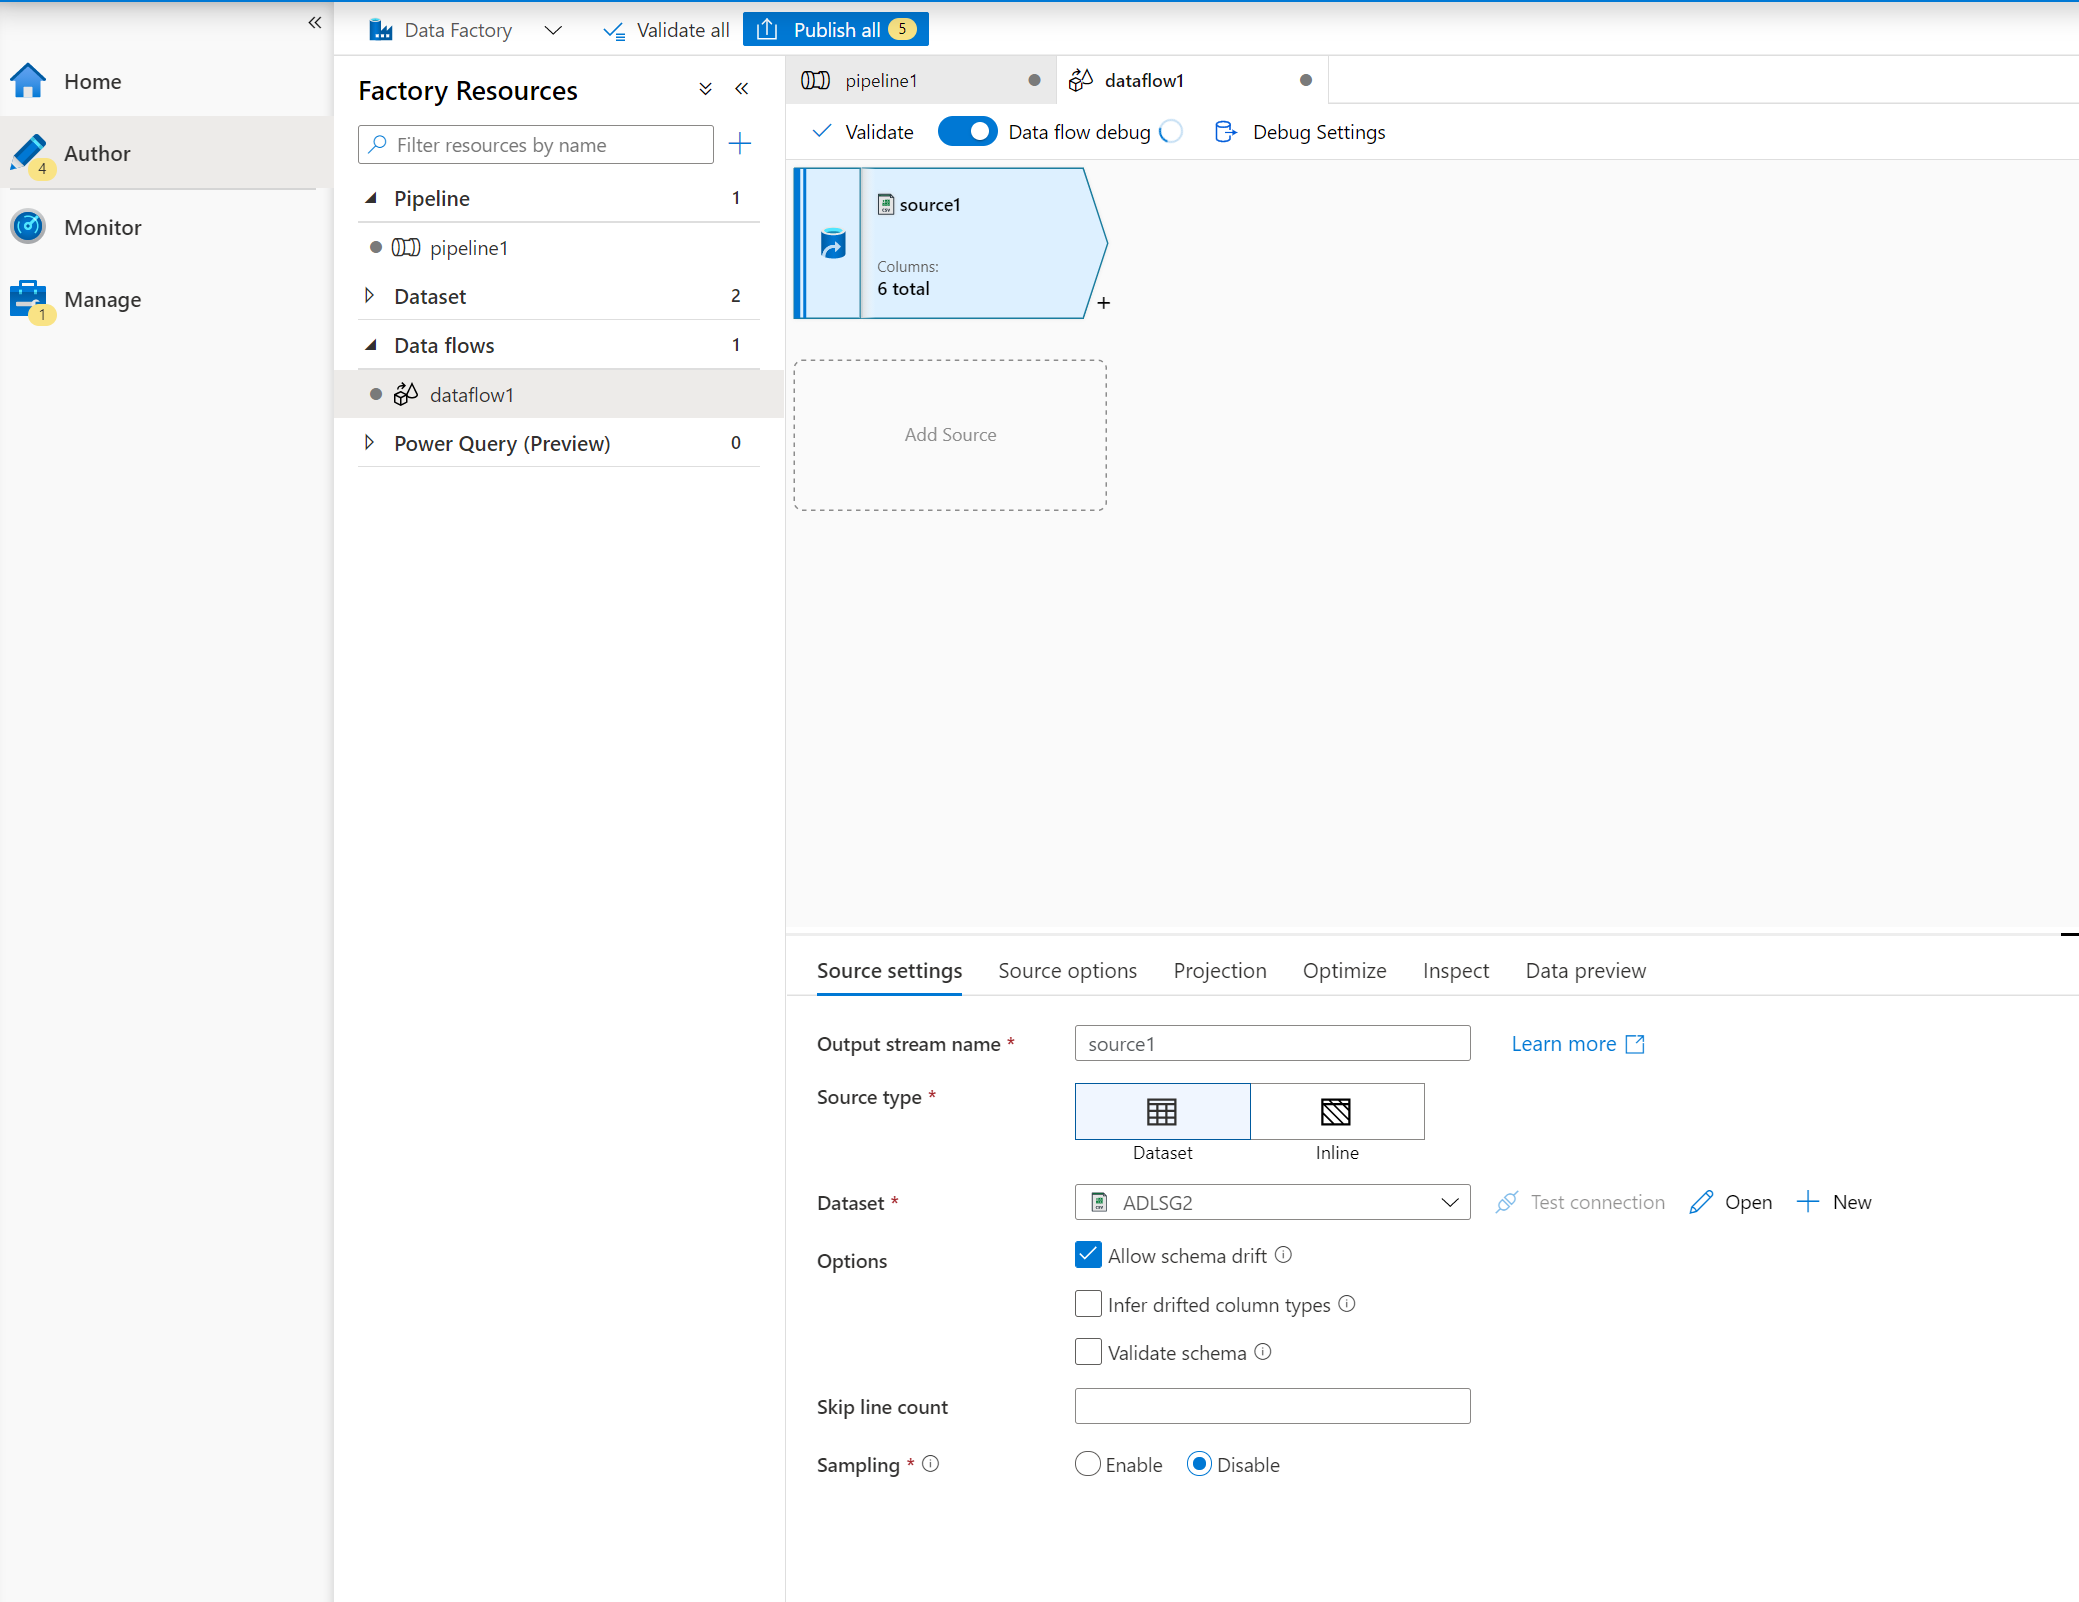 «
Home
Author
4
Monitor
Manage
1
Data Factory
Validate all
Publish all 5
Factory Resources
«
Filter resources by name
+
Pipeline 1
pipeline1
Dataset 2
Data flows 1
dataflow1
Power Query (Preview) 0
pipeline1
dataflow1
Validate
Data flow debug
Debug Settings
source1
Columns:
6 total
+
Add Source
Source settings
Source options
Projection
Optimize
Inspect
Data preview
Output stream name *
source1
Learn more
Source type *
Dataset
Inline
Dataset *
ADLSG2
Test connection
Open
+ New
Options
Allow schema drift
Infer drifted column types
Validate schema
Skip line count
Sampling *
Enable
Disable